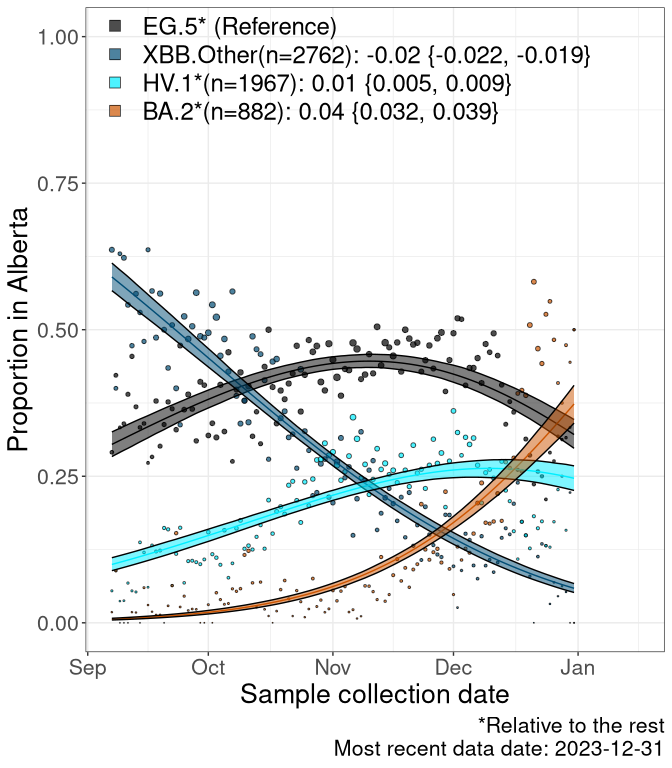 EG.5* (Reference)
XBB.Other(n=2762): -0.02 {-0.022, -0.019}
HV.1*(n=1967): 0.01 {0.005, 0.009}
BA.2*(n=882): 0.04 {0.032, 0.039}
Proportion in Alberta
1.00
0.75
0.50
0.25
0.00
Sep
Oct
Nov
Dec
Jan
Sample collection date
*Relative to the rest
Most recent data date: 2023-12-31